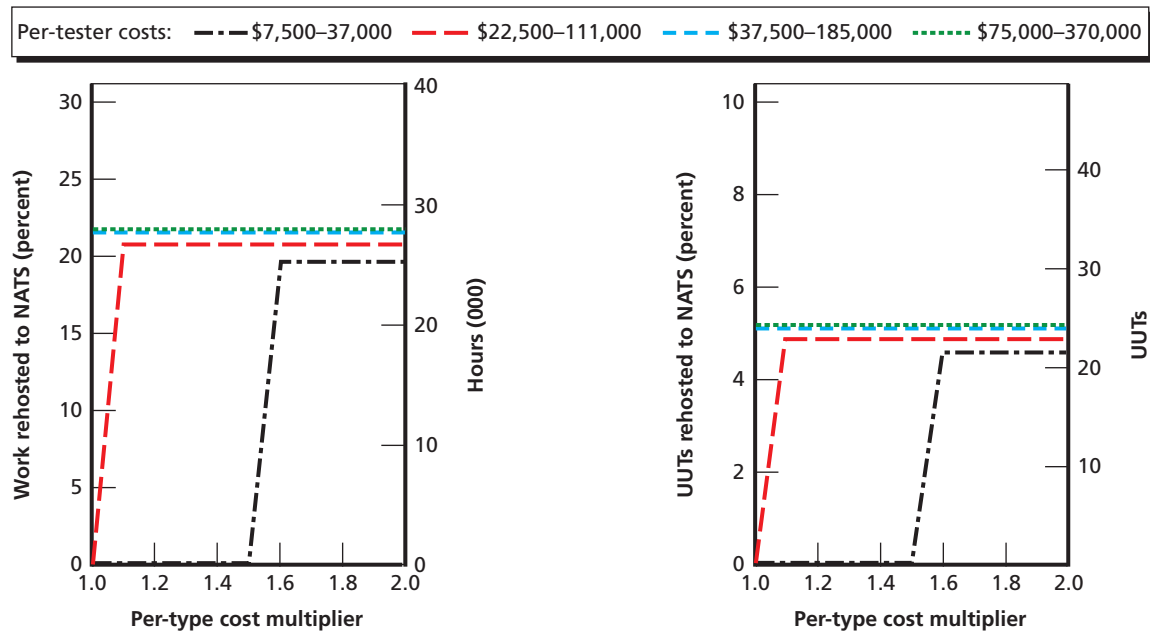 Per-tester costs: $7,500–37,000 $22,500–111,000 $37,500–185,000 $75,000–370,000
Work rehosted to NATS (percent)
30
25
20
15
10
5
0
1.0 1.2 1.4 1.6 1.8 2.0
Per-type cost multiplier
40
30
20
10
0
Hours (000)
UUTs rehosted to NATS (percent)
10
8
6
4
2
0
1.0 1.2 1.4 1.6 1.8 2.0
Per-type cost multiplier
40
30
20
10
UUTs